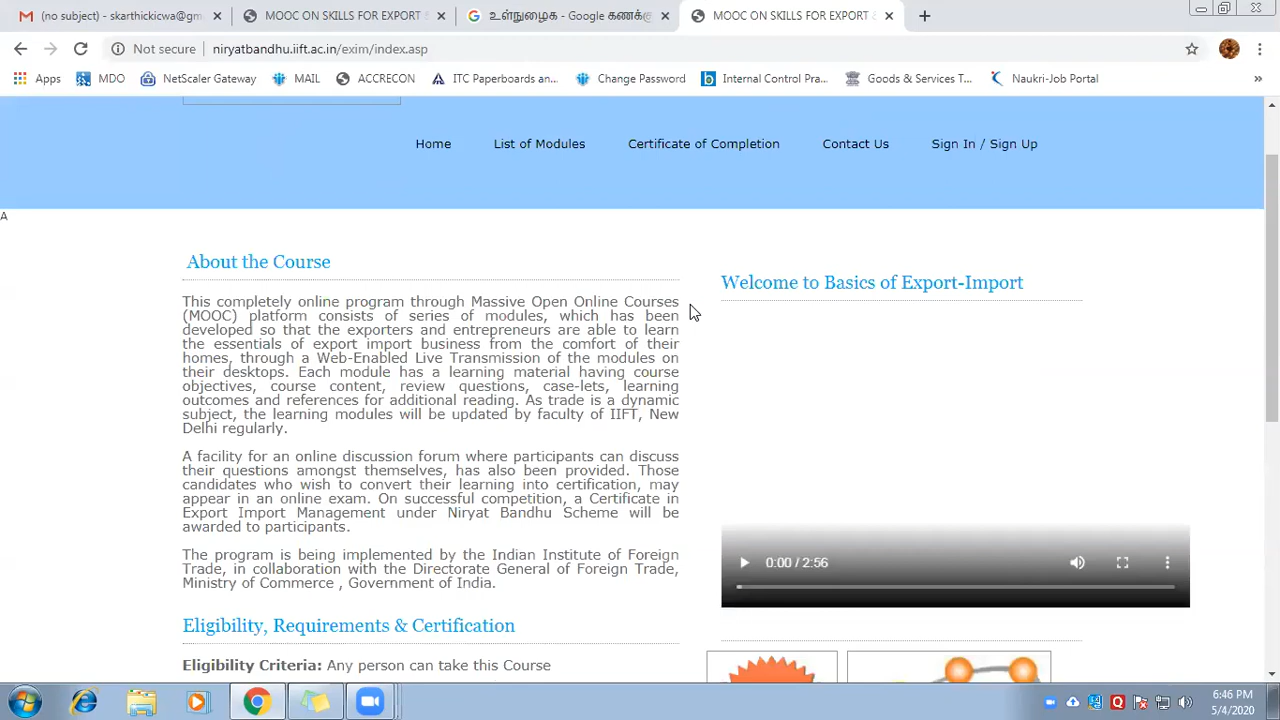 (no subject) - skarthickicwa@gm
MOOC ON SKILLS FOR EXPORT
உள்நுழைக - Google கணக்கு
MOOC ON SKILLS FOR EXPORT
Not secure niryatbandhu.iift.ac.in/exim/index.asp
Apps MDO NetScaler Gateway MAIL ACCRECON ITC Paperboards an... Change Password Internal Control Pra... Goods & Services T... Naukri-Job Portal »
Home List of Modules Certificate of Completion Contact Us Sign In / Sign Up
A
About the Course
This completely online program through Massive Open Online Courses
(MOOC) platform consists of series of modules, which has been
developed so that the exporters and entrepreneurs are able to learn
the essentials of export import business from the comfort of their
homes, through a Web-Enabled Live Transmission of the modules on
their desktops. Each module has a learning material having course
objectives, course content, review questions, case-lets, learning
outcomes and references for additional reading. As trade is a dynamic
subject, the learning modules will be updated by faculty of IIFT, New
Delhi regularly.
A facility for an online discussion forum where participants can discuss
their questions amongst themselves, has also been provided. Those
candidates who wish to convert their learning into certification, may
appear in an online exam. On successful competition, a Certificate in
Export Import Management under Niryat Bandhu Scheme will be
awarded to participants.
The program is being implemented by the Indian Institute of Foreign
Trade, in collaboration with the Directorate General of Foreign Trade,
Ministry of Commerce , Government of India.
Eligibility, Requirements & Certification
Eligibility Criteria: Any person can take this Course
Welcome to Basics of Export-Import
0:00 / 2:56
6:46 PM
5/4/2020